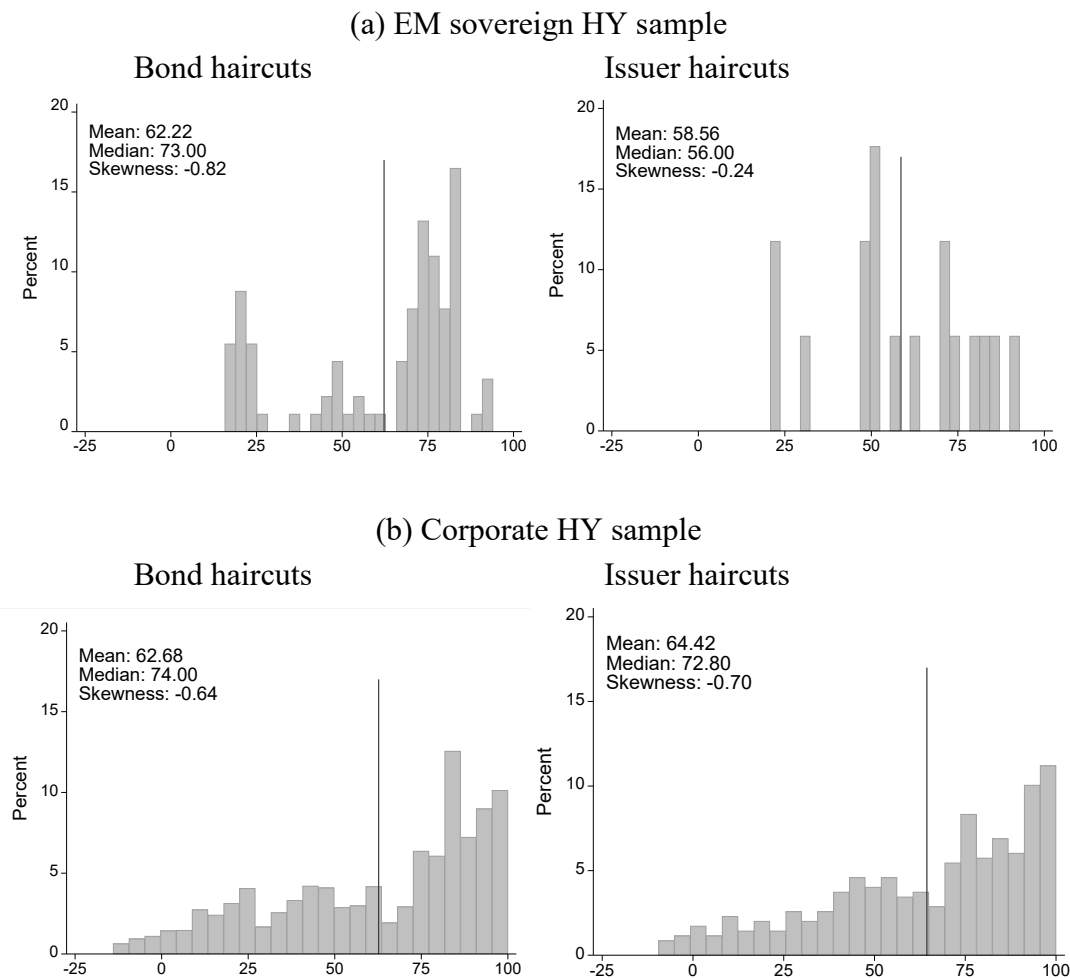 (a) EM sovereign HY sample
Bond haircuts
Issuer haircuts
Mean: 62.22
Median: 73.00
Skewness: -0.82
Percent
20
15
10
5
0
-25 0 25 50 75 100
Mean: 58.56
Median: 56.00
Skewness: -0.24
Percent
20
15
10
5
0
-25 0 25 50 75 100
(b) Corporate HY sample
Bond haircuts
Issuer haircuts
Mean: 62.68
Median: 74.00
Skewness: -0.64
Percent
20
15
10
5
0
-25 0 25 50 75 100
Mean: 64.42
Median: 72.80
Skewness: -0.70
Percent
20
15
10
5
0
-25 0 25 50 75 100